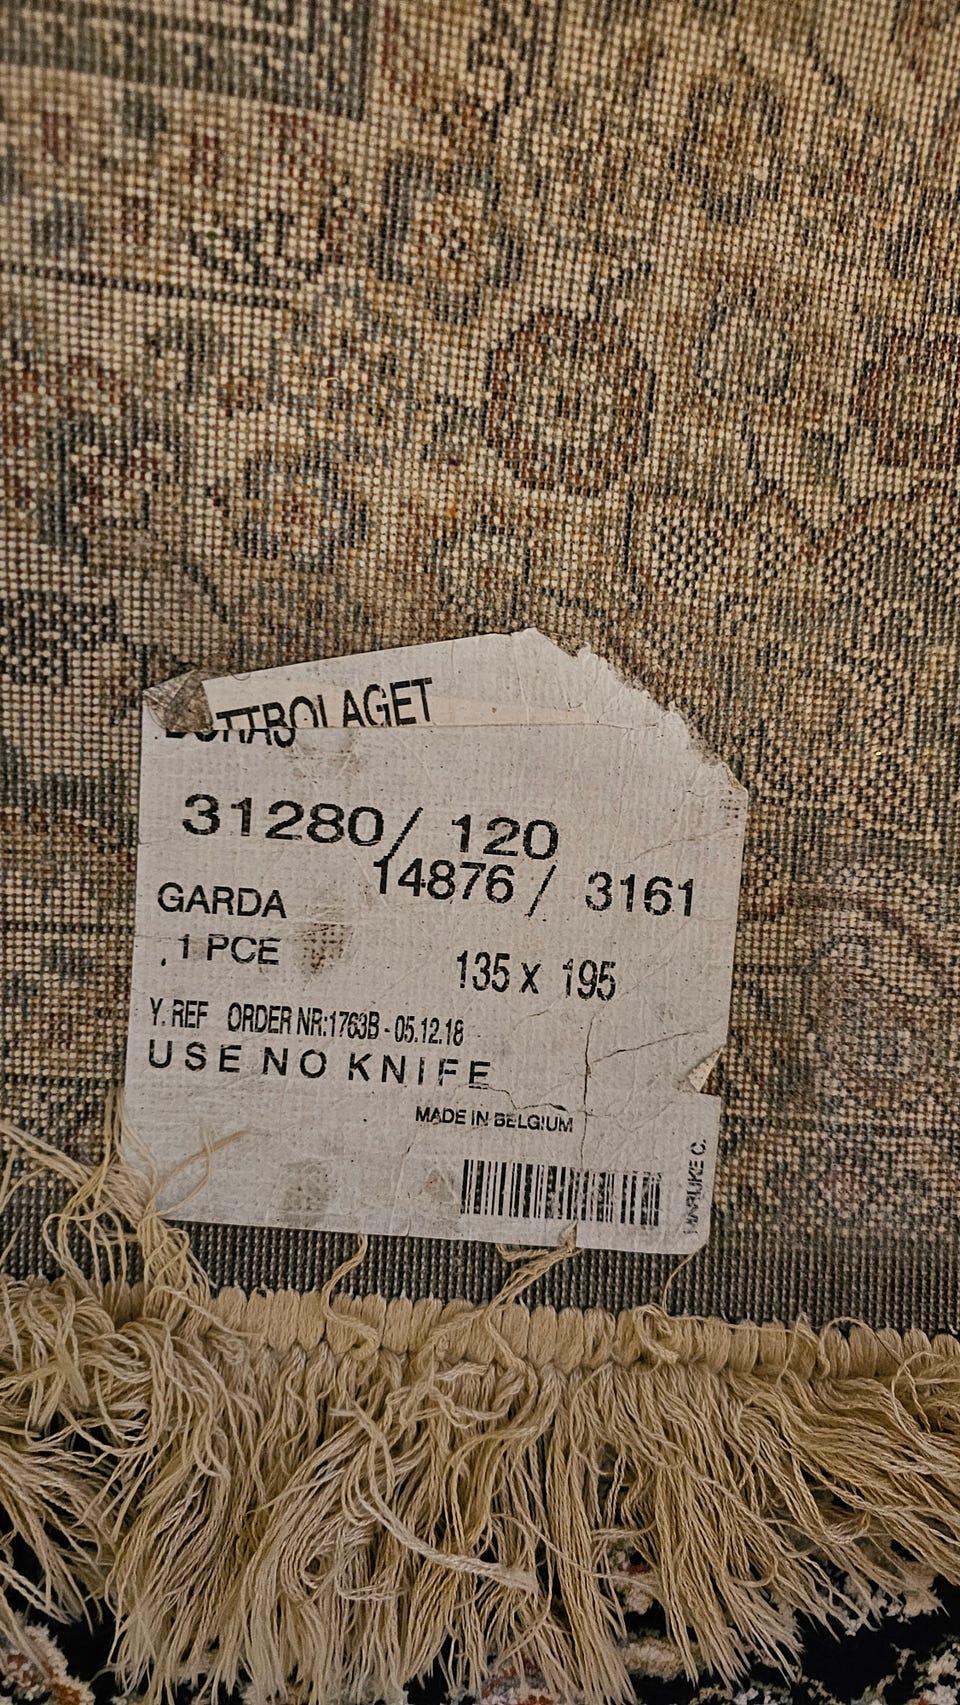 31280/ 120
14876 / 3161
GARDA
1 PCE
135 x 195
Y. REF ORDER NR:1763B - 05.12.18
USE NO KNIFE
MADE IN BELGIUM